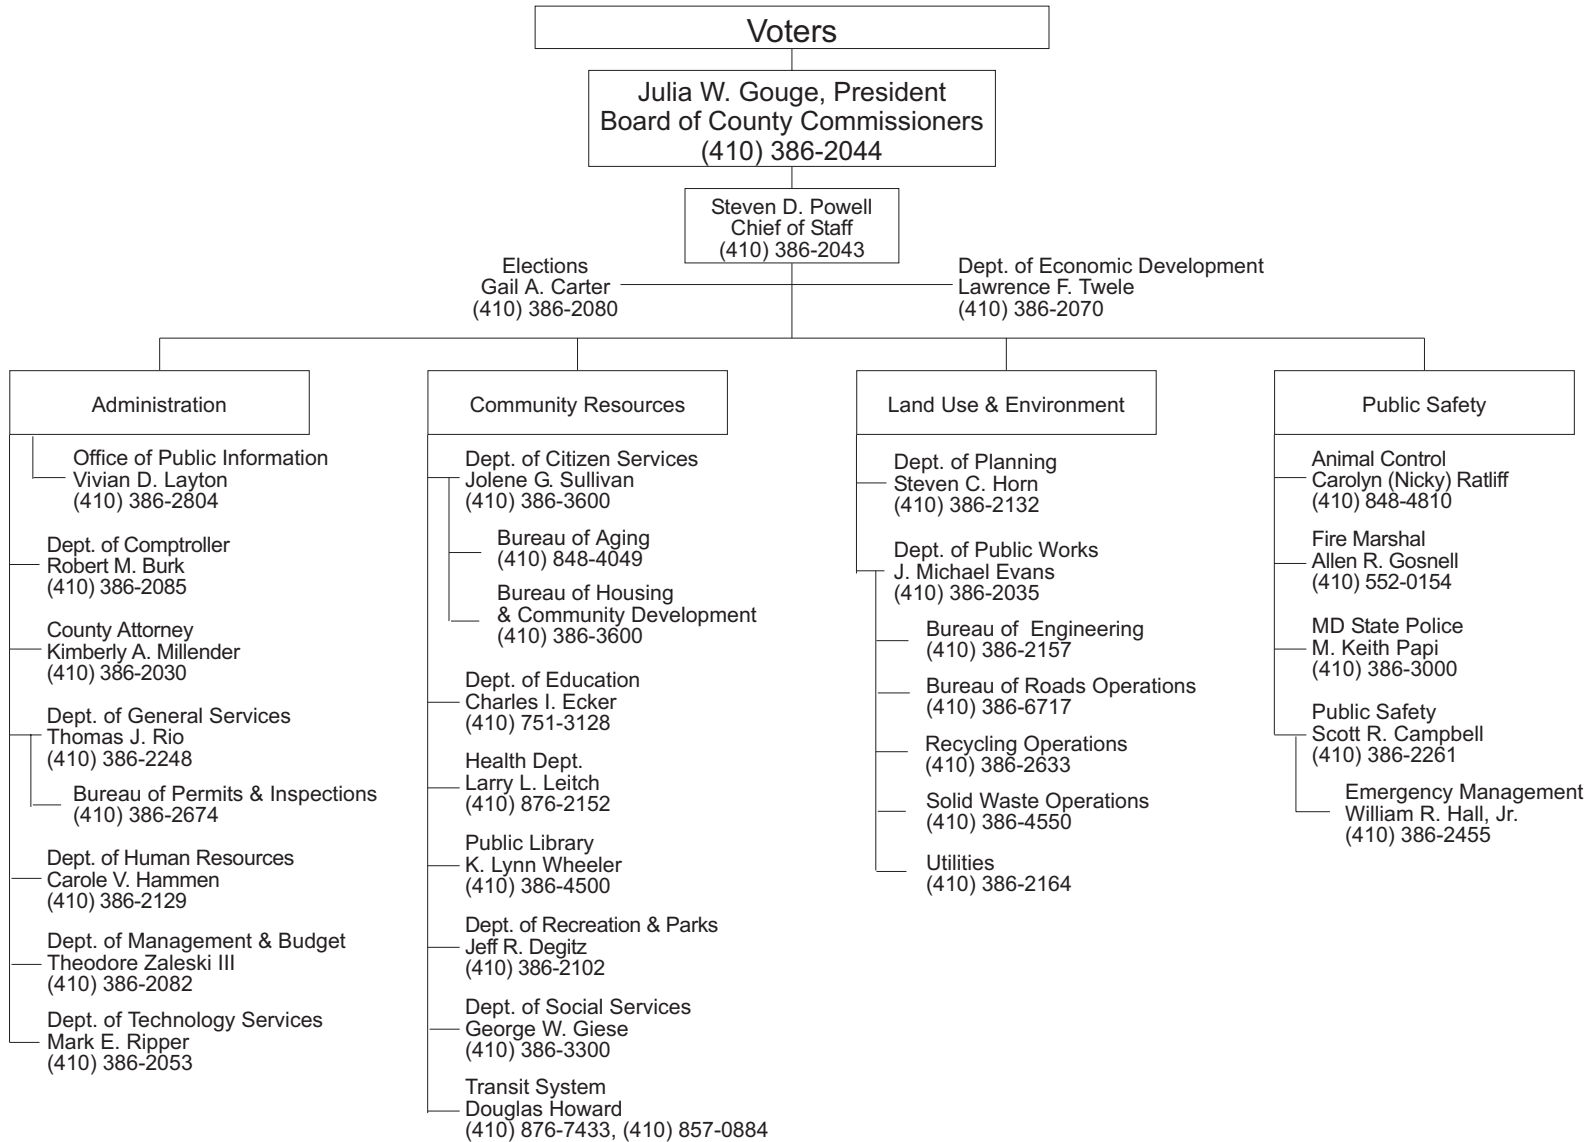 Voters
Julia W. Gouge, President
Board of County Commissioners
(410) 386-2044
Steven D. Powell
Chief of Staff
(410) 386-2043
Elections
Gail A. Carter
(410) 386-2080
Dept. of Economic Development
Lawrence F. Twele
(410) 386-2070
Administration
Office of Public Information
Vivian D. Layton
(410) 386-2804
Dept. of Comptroller
Robert M. Burk
(410) 386-2085
County Attorney
Kimberly A. Millender
(410) 386-2030
Dept. of General Services
Thomas J. Rio
(410) 386-2248
Bureau of Permits & Inspections
(410) 386-2674
Dept. of Human Resources
Carole V. Hammen
(410) 386-2129
Dept. of Management & Budget
Theodore Zaleski III
(410) 386-2082
Dept. of Technology Services
Mark E. Ripper
(410) 386-2053
Community Resources
Dept. of Citizen Services
Jolene G. Sullivan
(410) 386-3600
Bureau of Aging
(410) 848-4049
Bureau of Housing
& Community Development
(410) 386-3600
Dept. of Education
Charles I. Ecker
(410) 751-3128
Health Dept.
Larry L. Leitch
(410) 876-2152
Public Library
K. Lynn Wheeler
(410) 386-4500
Dept. of Recreation & Parks
Jeff R. Degitz
(410) 386-2102
Dept. of Social Services
George W. Giese
(410) 386-3300
Transit System
Douglas Howard
(410) 876-7433, (410) 857-0884
Land Use & Environment
Dept. of Planning
Steven C. Horn
(410) 386-2132
Dept. of Public Works
J. Michael Evans
(410) 386-2035
Bureau of Engineering
(410) 386-2157
Bureau of Roads Operations
(410) 386-6717
Recycling Operations
(410) 386-2633
Solid Waste Operations
(410) 386-4550
Utilities
(410) 386-2164
Public Safety
Animal Control
Carolyn (Nicky) Ratliff
(410) 848-4810
Fire Marshal
Allen R. Gosnell
(410) 552-0154
MD State Police
M. Keith Papi
(410) 386-3000
Public Safety
Scott R. Campbell
(410) 386-2261
Emergency Management
William R. Hall, Jr.
(410) 386-2455